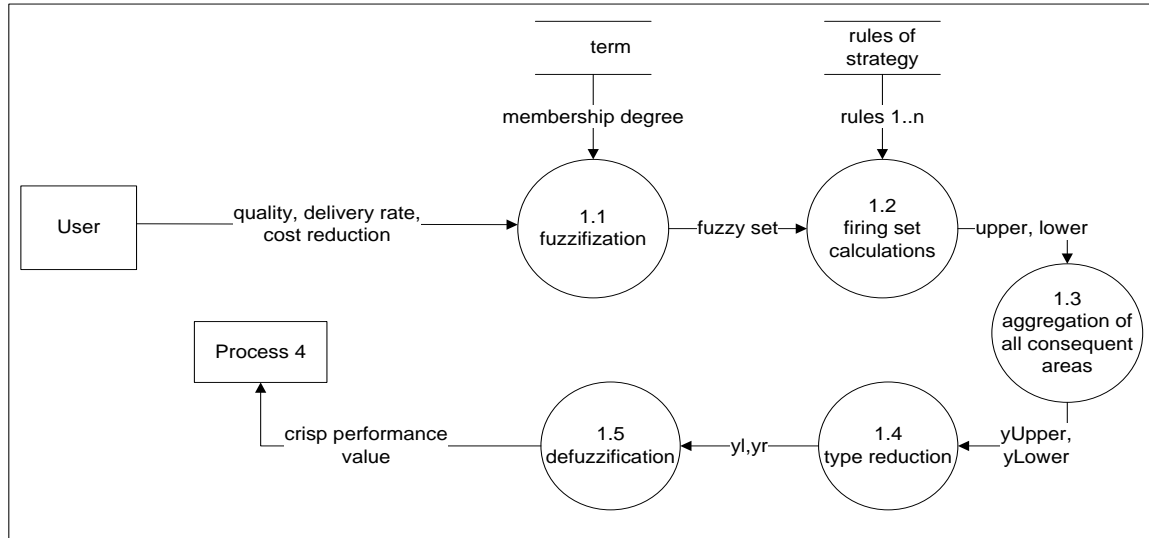 term
rules of
strategy
membership degree
rules 1..n
User
quality, delivery rate,
cost reduction
1.1
fuzzifization
fuzzy set
1.2
firing set
calculations
upper, lower
1.3
aggregation of
all consequent
areas
Process 4
crisp performance
value
1.5
defuzzification
yl,yr
1.4
type reduction
yUpper,
yLower